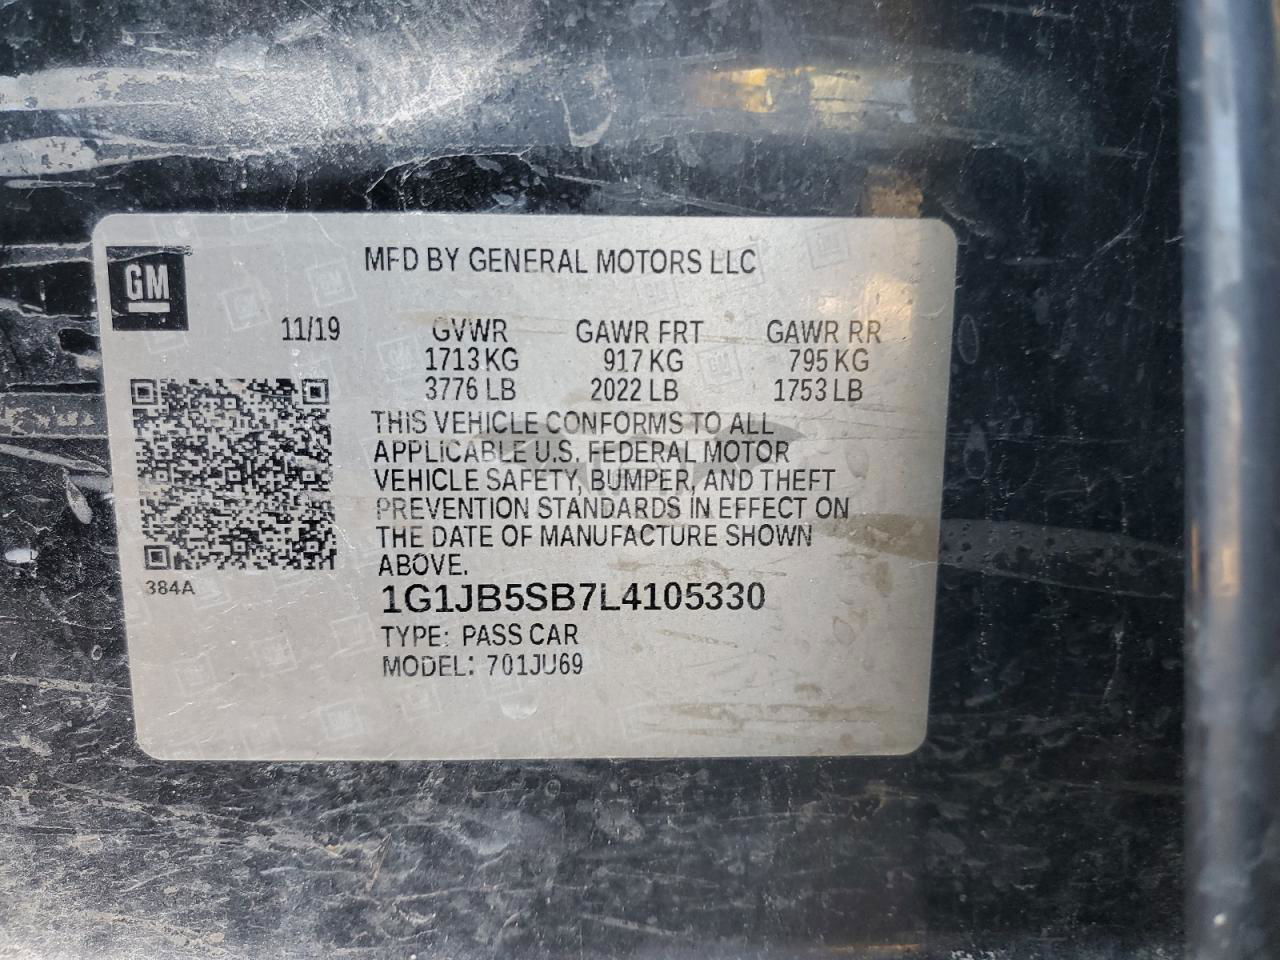 GM
MFD BY GENERAL MOTORS LLC
11/19 GVWR GAWR FRT GAWR RR
1713 KG 917 KG 795 KG
3776 LB 2022 LB 1753 LB
THIS VEHICLE CONFORMS TO ALL
APPLICABLE U.S. FEDERAL MOTOR
VEHICLE SAFETY, BUMPER, AND THEFT
PREVENTION STANDARDS IN EFFECT ON
THE DATE OF MANUFACTURE SHOWN
ABOVE.
384A
1G1JB5SB7L4105330
TYPE: PASS CAR
MODEL: 701JU69